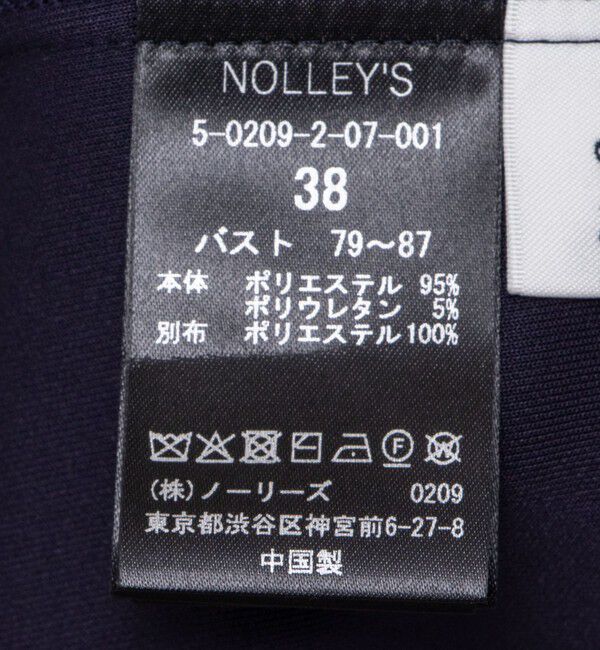 NOLLEY'S
5-0209-2-07-001
38
バスト 79〜87
本体 ポリエステル 95%
ポリウレタン 5%
別布 ポリエステル100%
F W
(株)ノーリーズ 0209
東京都渋谷区神宮前6-27-8
中国製